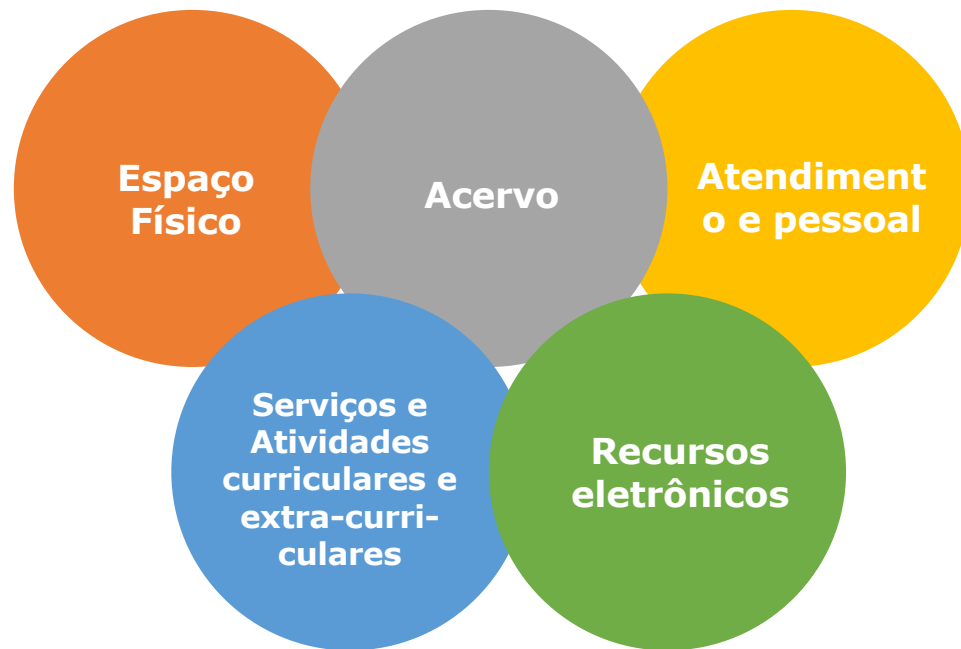 Espaço
Físico
Acervo
Atendiment
o e pessoal
Serviços e
Atividades
curriculares e
extra-curri-
culares
Recursos
eletrônicos